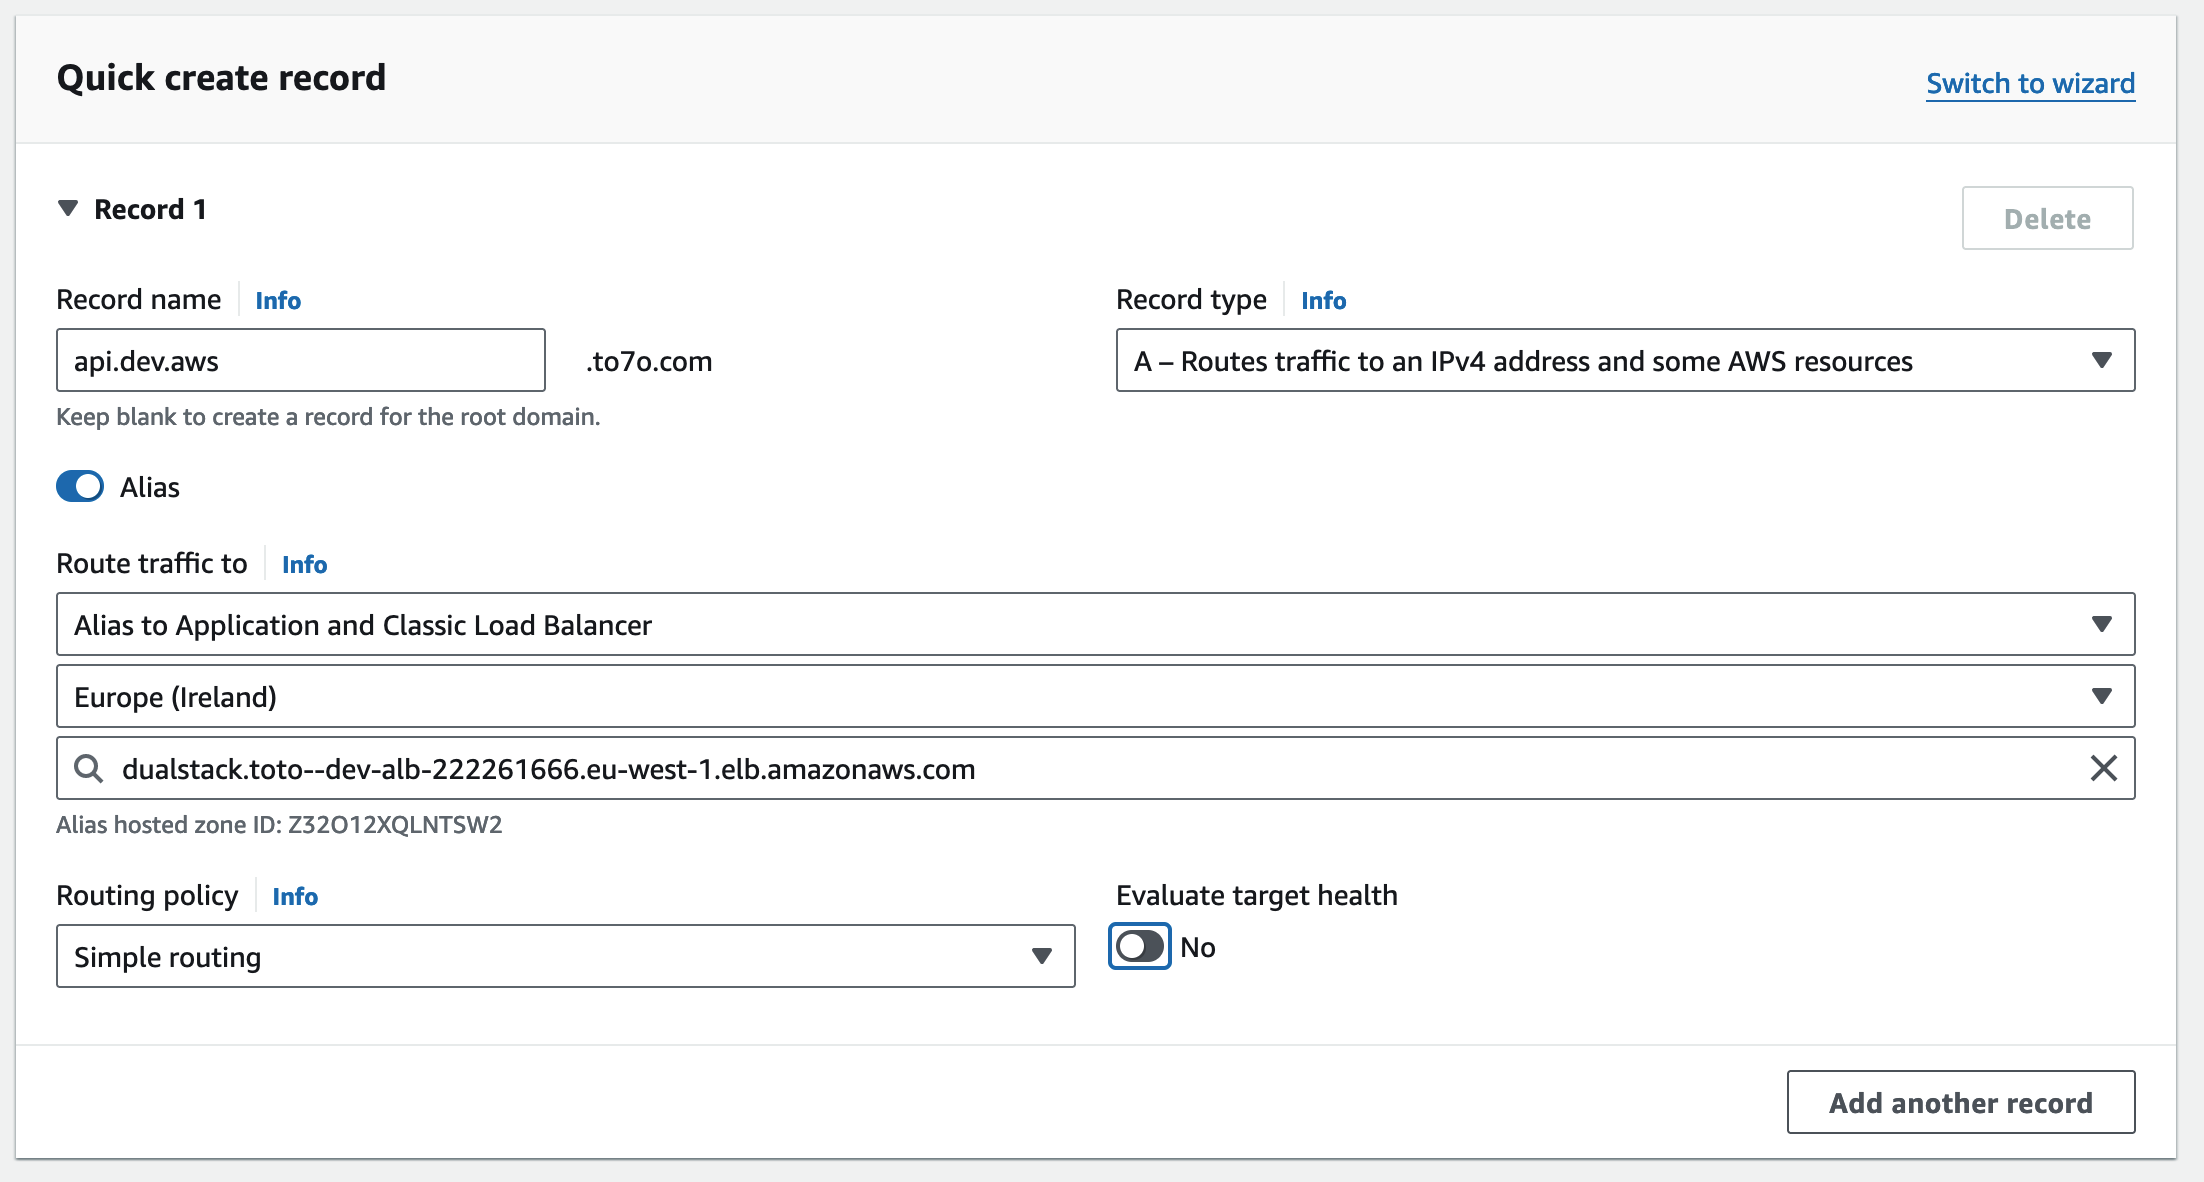 Quick create record
Switch to wizard
Record 1
Delete
Record name Info
Record type Info
api.dev.aws .to7o.com
A – Routes traffic to an IPv4 address and some AWS resources
Keep blank to create a record for the root domain.
Alias
Route traffic to Info
Alias to Application and Classic Load Balancer
Europe (Ireland)
dualstack.toto--dev-alb-222261666.eu-west-1.elb.amazonaws.com
Alias hosted zone ID: Z32O12XQLNTSW2
Routing policy Info
Evaluate target health
Simple routing
No
Add another record